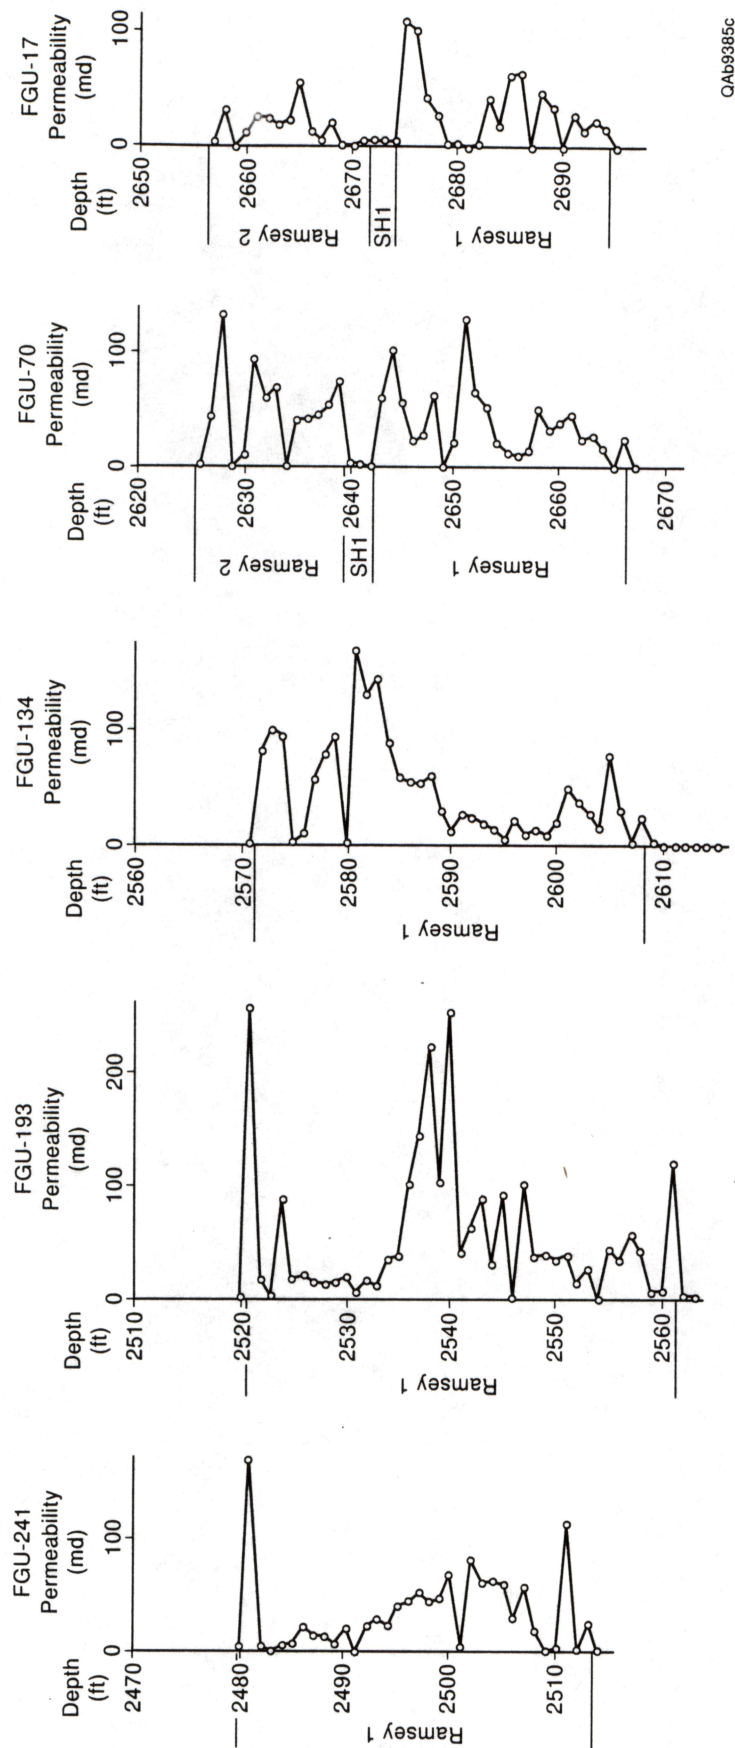 FGU-241
Permeability
(md)
0
100
Depth
(ft)
2470
2480
2490
2500
2510
Ramsey 1
FGU-193
Permeability
(md)
0
100
200
Depth
(ft)
2510
2520
2530
2540
2550
2560
Ramsey 1
FGU-134
Permeability
(md)
0
100
Depth
(ft)
2560
2570
2580
2590
2600
2610
Ramsey 1
FGU-70
Permeability
(md)
0
100
Depth
(ft)
2620
2630
2640
2650
2660
2670
Ramsey 2
SH1
Ramsey 1
FGU-17
Permeability
(md)
0
100
Depth
(ft)
2650
2660
2670
2680
2690
Ramsey 2
SH1
Ramsey 1
QAb9385c